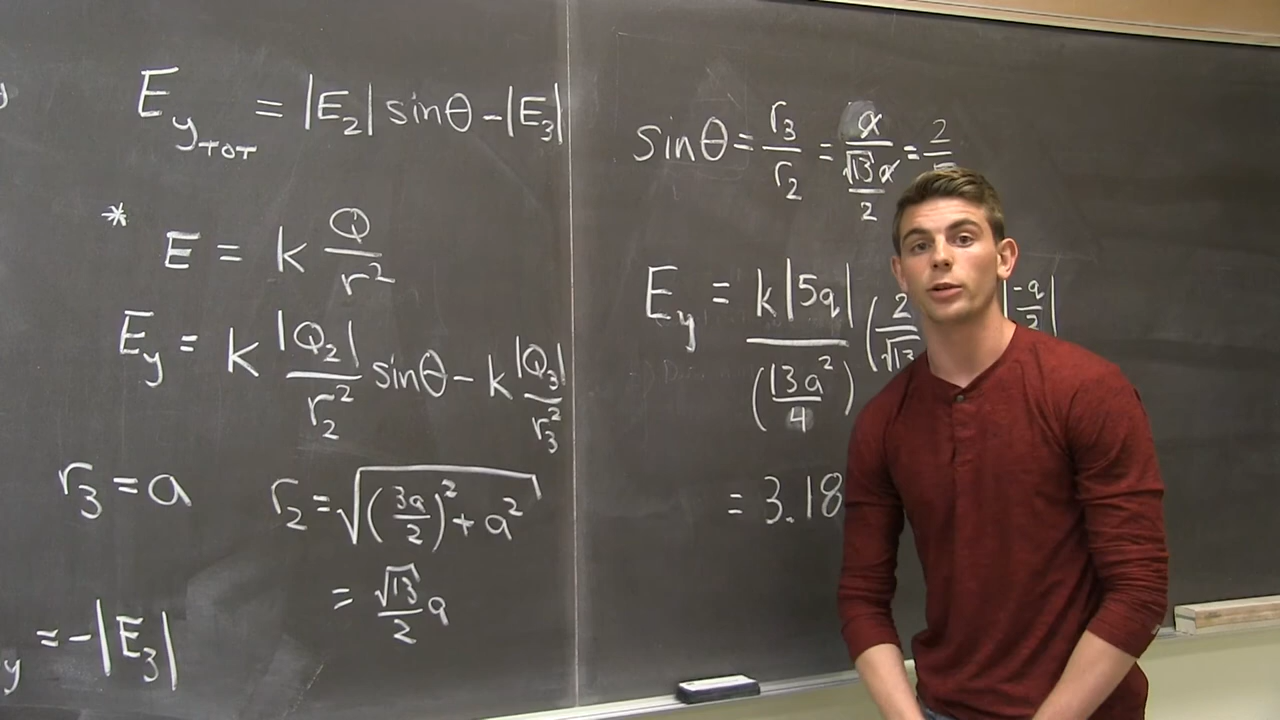 y
E_y_TOT = |E₂| sinθ - |E₃|
* E = k Q/r²
E_y = k |Q₂|/r₂² sinθ - k |Q₃|/r₃²
r₃ = a
r₂ = √((3a/2)² + a²)
= √13/2 a
y = -|E₃|
sinθ = r₃/r₂ = a/(√13 a/2) = 2/
E_y = k|5q|/(13a²/4) (2/√13 |-q/2|
= 3.18